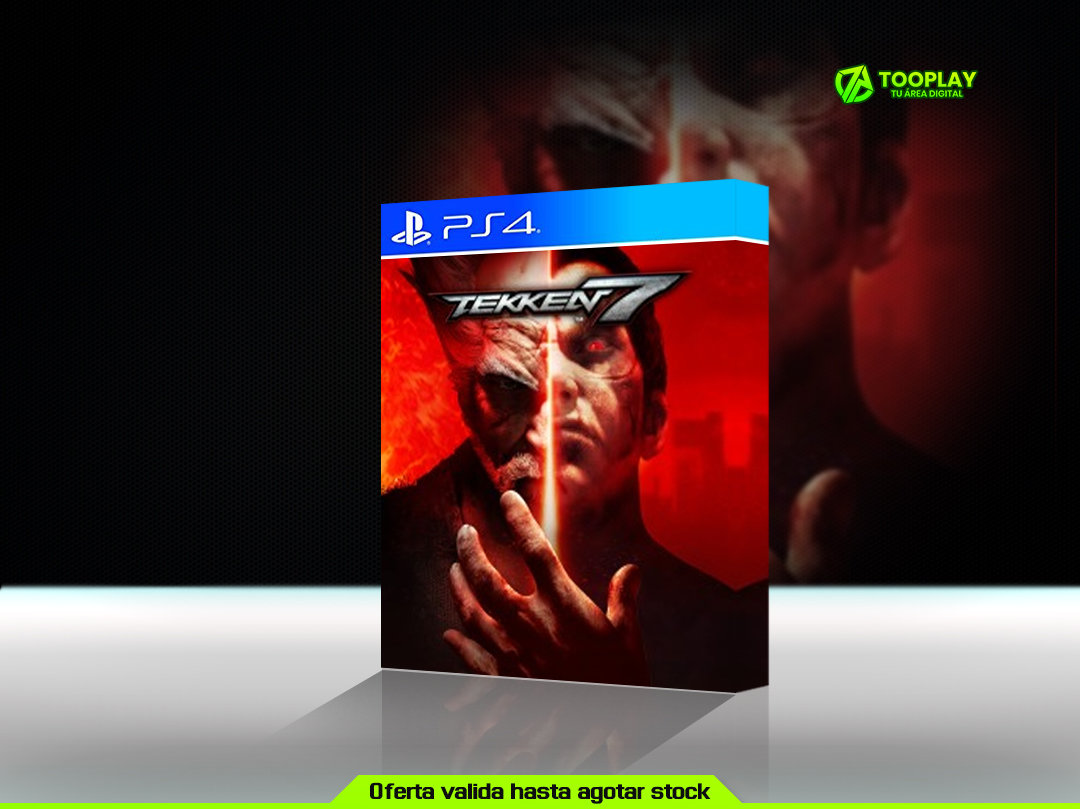 TOOPLAY
TU ÁREA DIGITAL
PS4
TEKKEN 7
Oferta valida hasta agotar stock